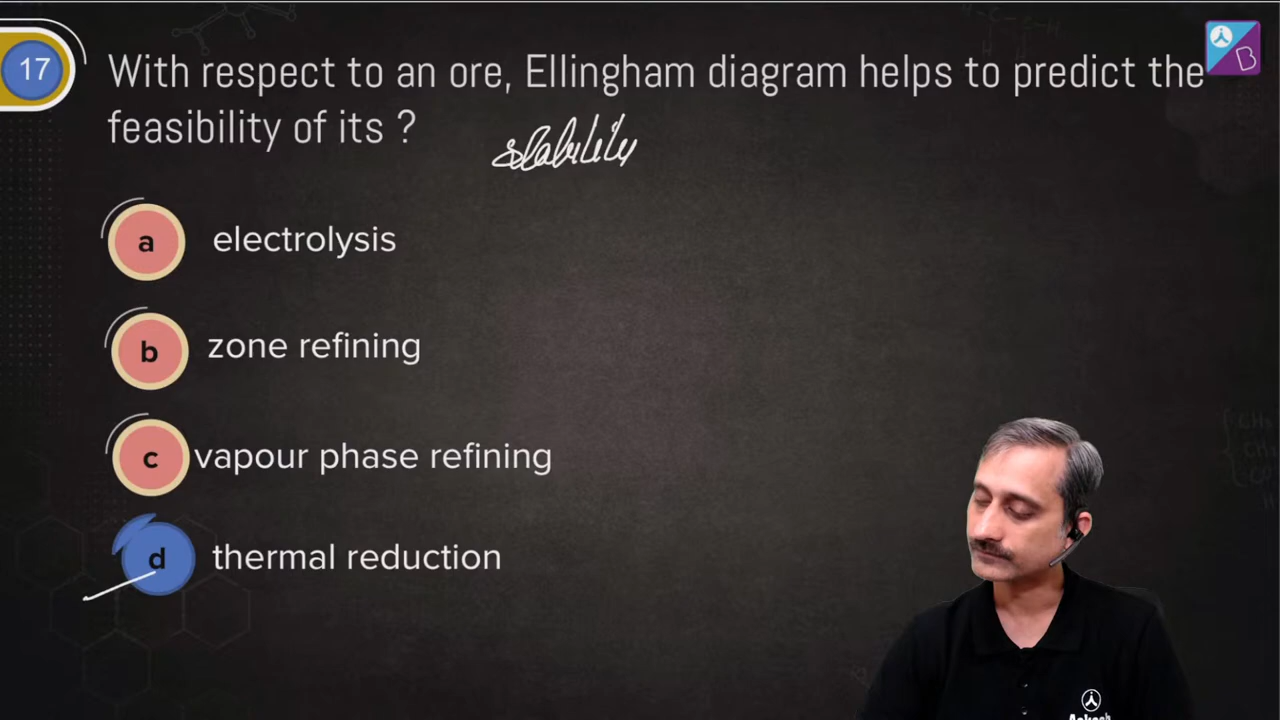 17
With respect to an ore, Ellingham diagram helps to predict the
feasibility of its ?
stability
a electrolysis
b zone refining
c vapour phase refining
d thermal reduction
B